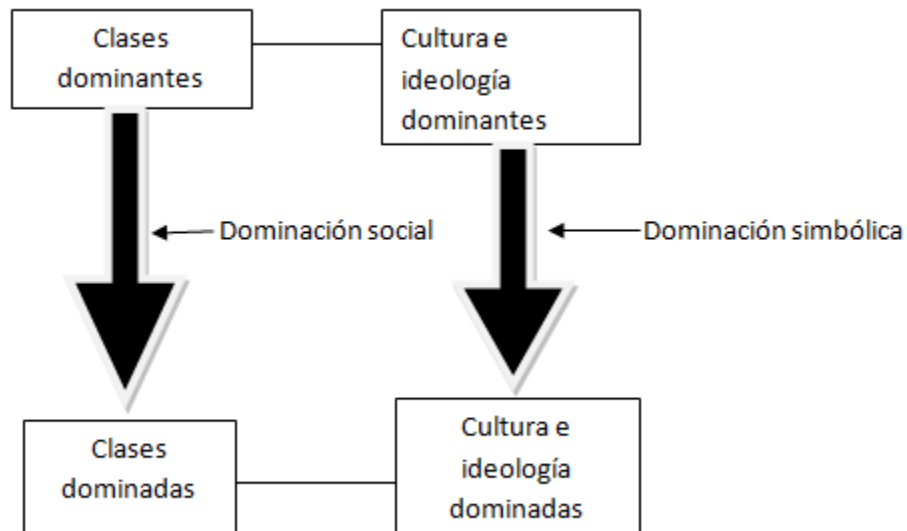 Clases
dominantes
Cultura e
ideología
dominantes
Dominación social
Dominación simbólica
Clases
dominadas
Cultura e
ideología
dominadas